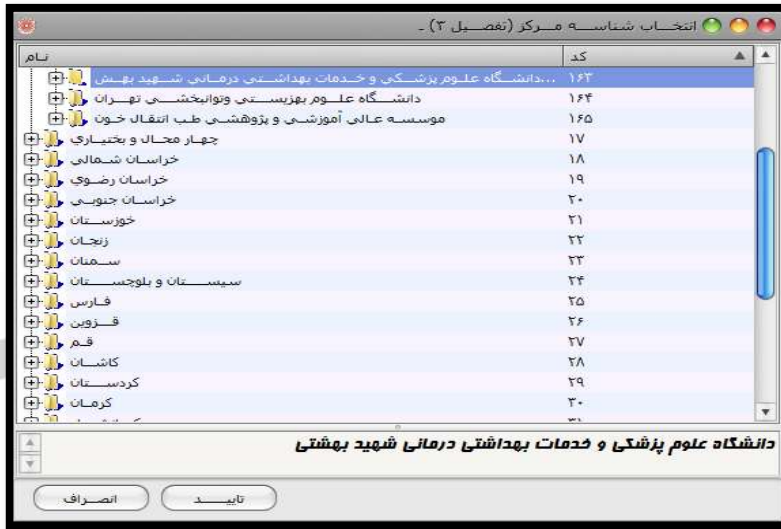 انتخاب شناسه مرکز (تفصیل ۳) ـ
نام کد
...دانشگاه علوم پزشکی و خدمات بهداشتی درمانی شهید بهش ۱۶۳
دانشگاه علوم بهزیستی وتوانبخشی تهران ۱۶۴
موسسه عالی آموزشی و پژوهشی طب انتقال خون ۱۶۵
چهار محال و بختیاري ۱۷
خراسان شمالی ۱۸
خراسان رضوي ۱۹
خراسان جنوبی ۲۰
خوزستان ۲۱
زنجان ۲۲
سمنان ۲۳
سیستان و بلوچستان ۲۴
فارس ۲۵
قزوین ۲۶
قم ۲۷
کاشان ۲۸
کردستان ۲۹
کرمان ۳۰
دانشگاه علوم پزشکی و خدمات بهداشتی درمانی شهید بهشتی
تایید انصراف